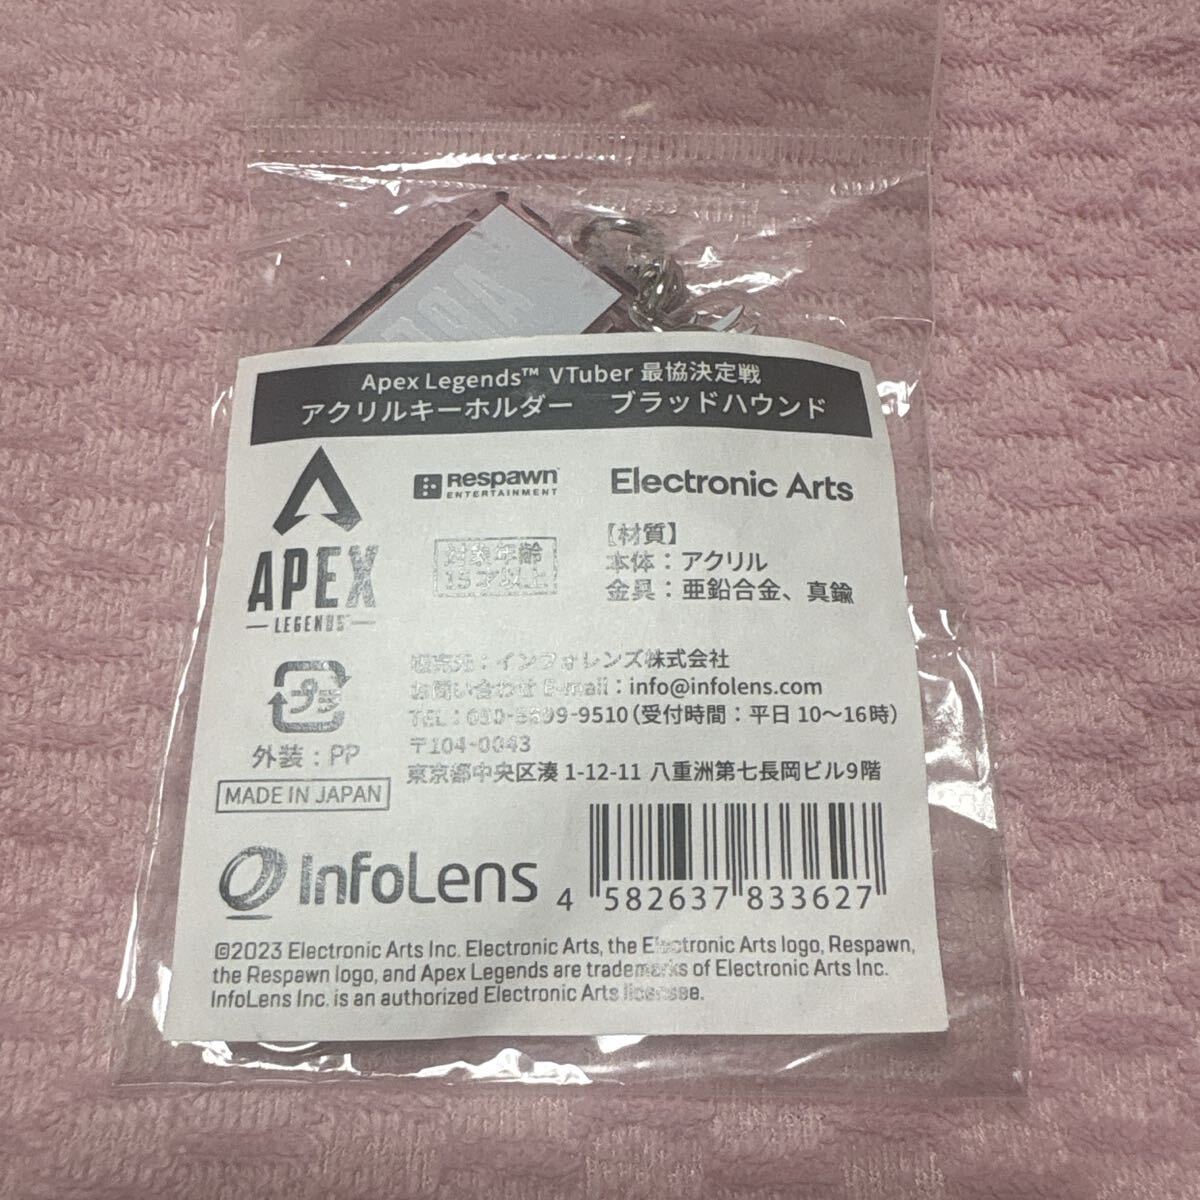 Apex Legends™ VTuber 最協決定戦
アクリルキーホルダー ブラッドハウンド
APEX
LEGENDS™
Respawn
ENTERTAINMENT
Electronic Arts
対象年齢
15才以上
【材質】
本体：アクリル
金具：亜鉛合金、真鍮
販売元：インフォレンズ株式会社
お問い合わせ E-mail：info@infolens.com
(受付時間：平日10〜16時)
〒104-0043
東京都中央区湊 1-12-11 八重洲第七長岡ビル9階
プラ
外装：PP
MADE IN JAPAN
InfoLens
4 582637 833627
©2023 Electronic Arts Inc. Electronic Arts, the Electronic Arts logo, Respawn,
the Respawn logo, and Apex Legends are trademarks of Electronic Arts Inc.
InfoLens Inc. is an authorized Electronic Arts licensee.